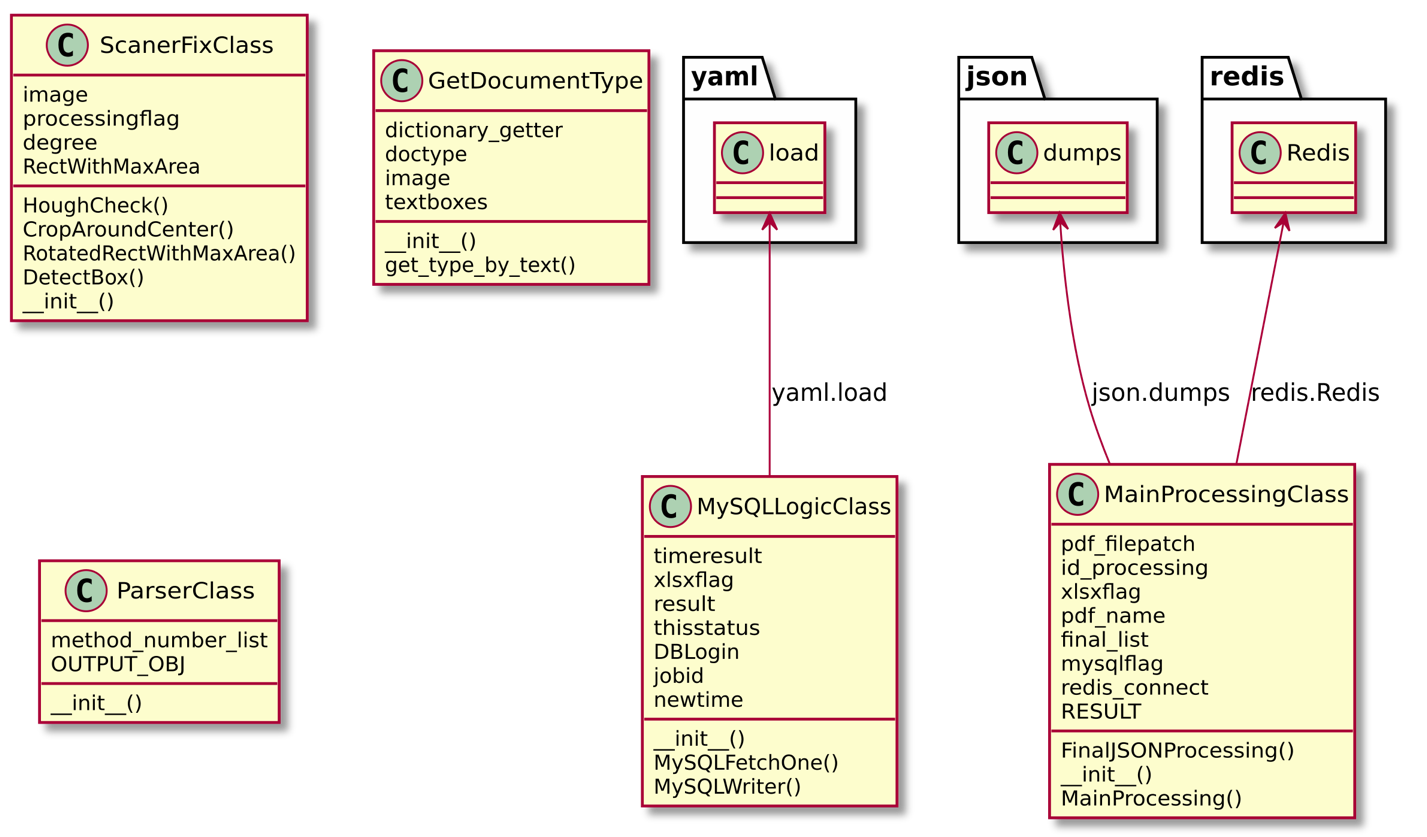 C ScanerFixClass
image
processingflag
degree
RectWithMaxArea
HoughCheck()
CropAroundCenter()
RotatedRectWithMaxArea()
DetectBox()
__init__()
C GetDocumentType
dictionary_getter
doctype
image
textboxes
__init__()
get_type_by_text()
yaml
C load
json
C dumps
redis
C Redis
yaml.load
json.dumps
redis.Redis
C ParserClass
method_number_list
OUTPUT_OBJ
__init__()
C MySQLLogicClass
timeresult
xlsxflag
result
thisstatus
DBLogin
jobid
newtime
__init__()
MySQLFetchOne()
MySQLWriter()
C MainProcessingClass
pdf_filepatch
id_processing
xlsxflag
pdf_name
final_list
mysqlflag
redis_connect
RESULT
FinalJSONProcessing()
__init__()
MainProcessing()